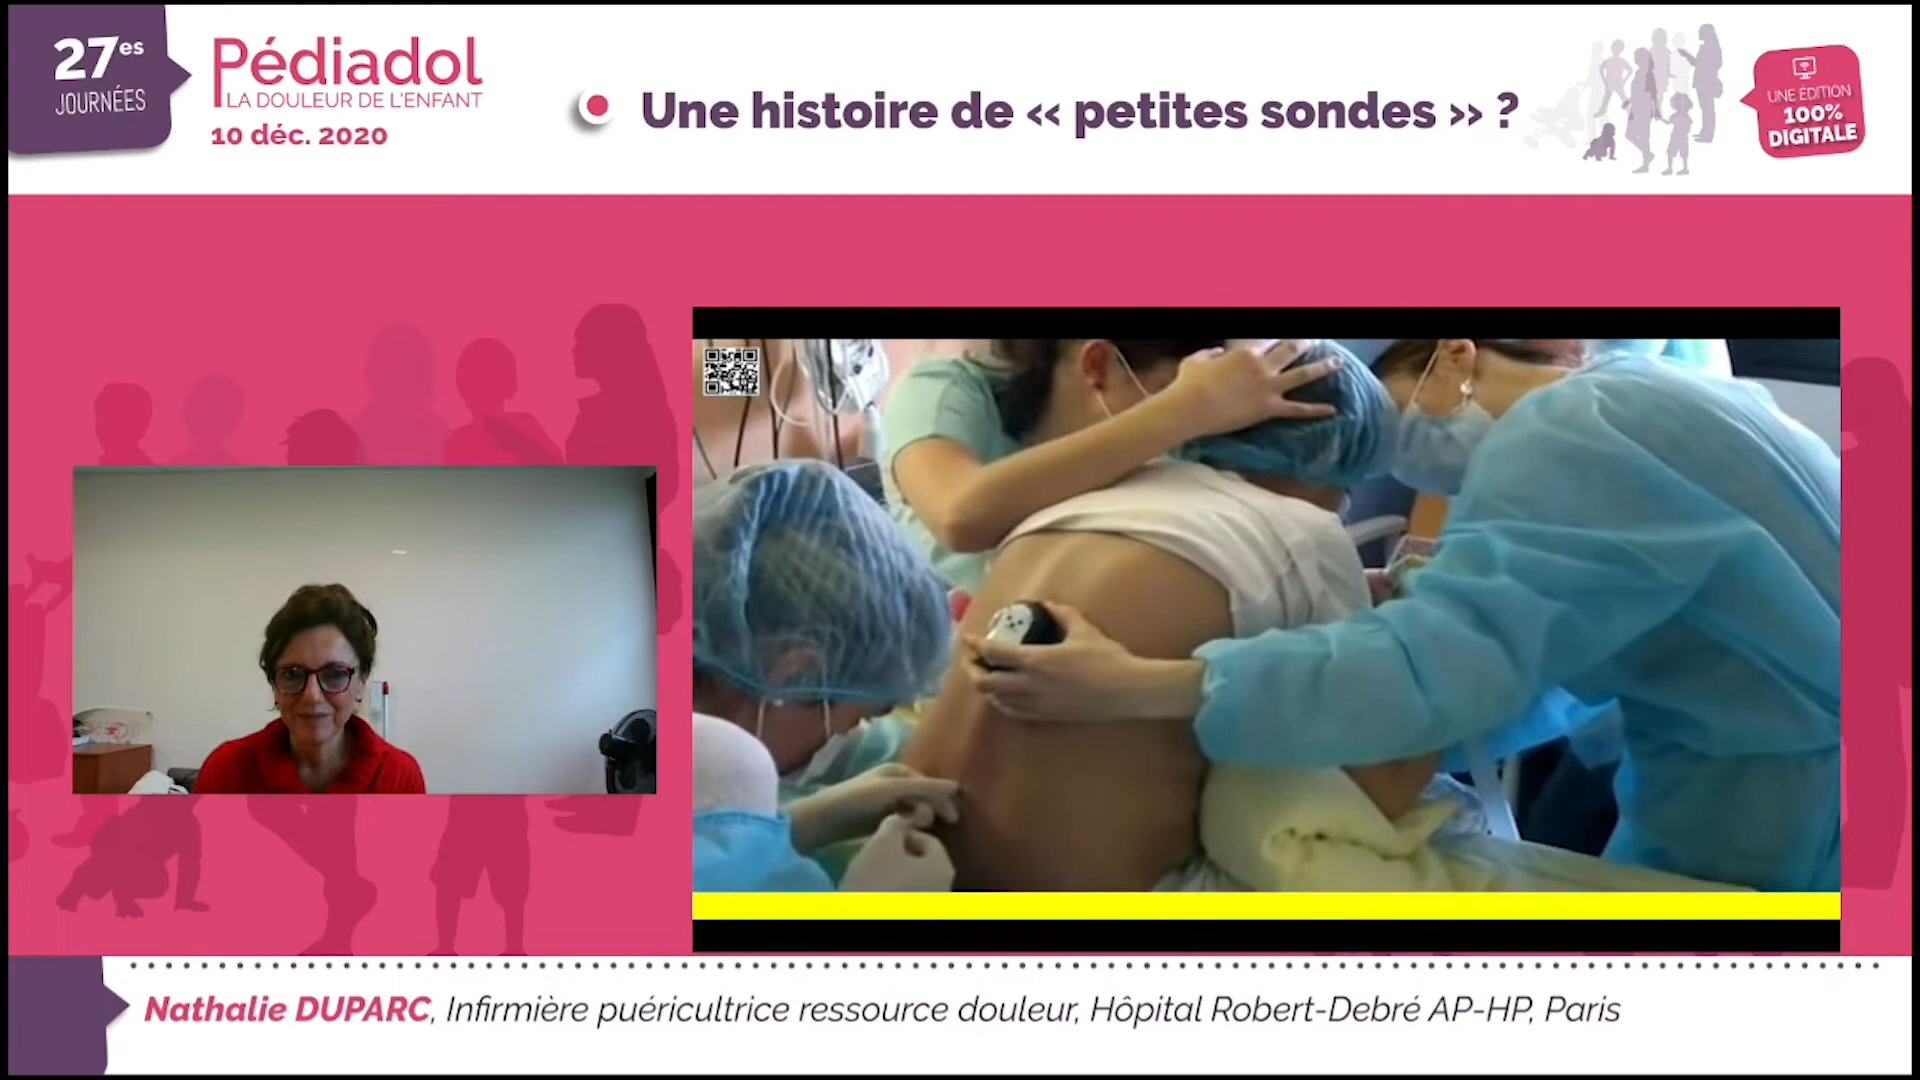 27es
JOURNÉES
Pédiadol
LA DOULEUR DE L'ENFANT
10 déc. 2020
Une histoire de « petites sondes » ?
UNE ÉDITION
100%
DIGITALE
Nathalie DUPARC, Infirmière puéricultrice ressource douleur, Hôpital Robert-Debré AP-HP, Paris